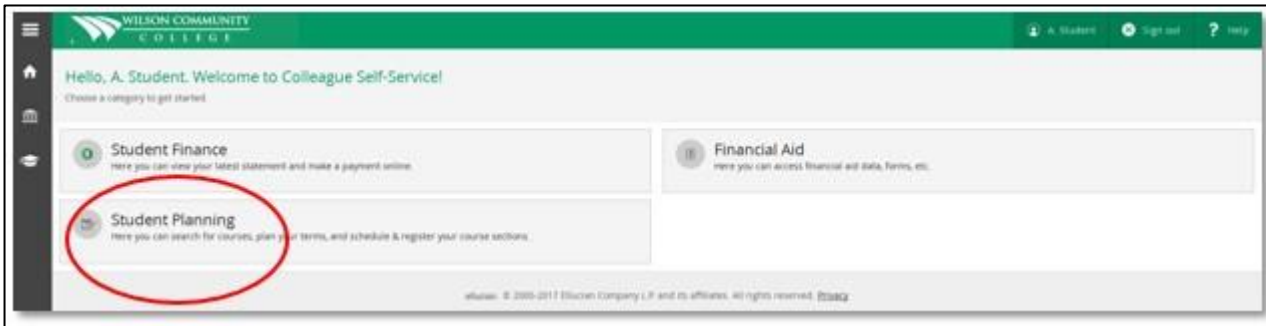 WILSON COMMUNITY
COLLEGE
A. Student
Sign out
? Help
Hello, A. Student. Welcome to Colleague Self-Service!
Choose a category to get started.
Student Finance
Here you can view your latest statement and make a payment online.
Financial Aid
Here you can access financial aid data, forms, etc.
Student Planning
Here you can search for courses, plan your terms, and schedule & register your course sections.
ellucian © 2000-2017 Ellucian Company L.P. and its affiliates. All rights reserved. Privacy